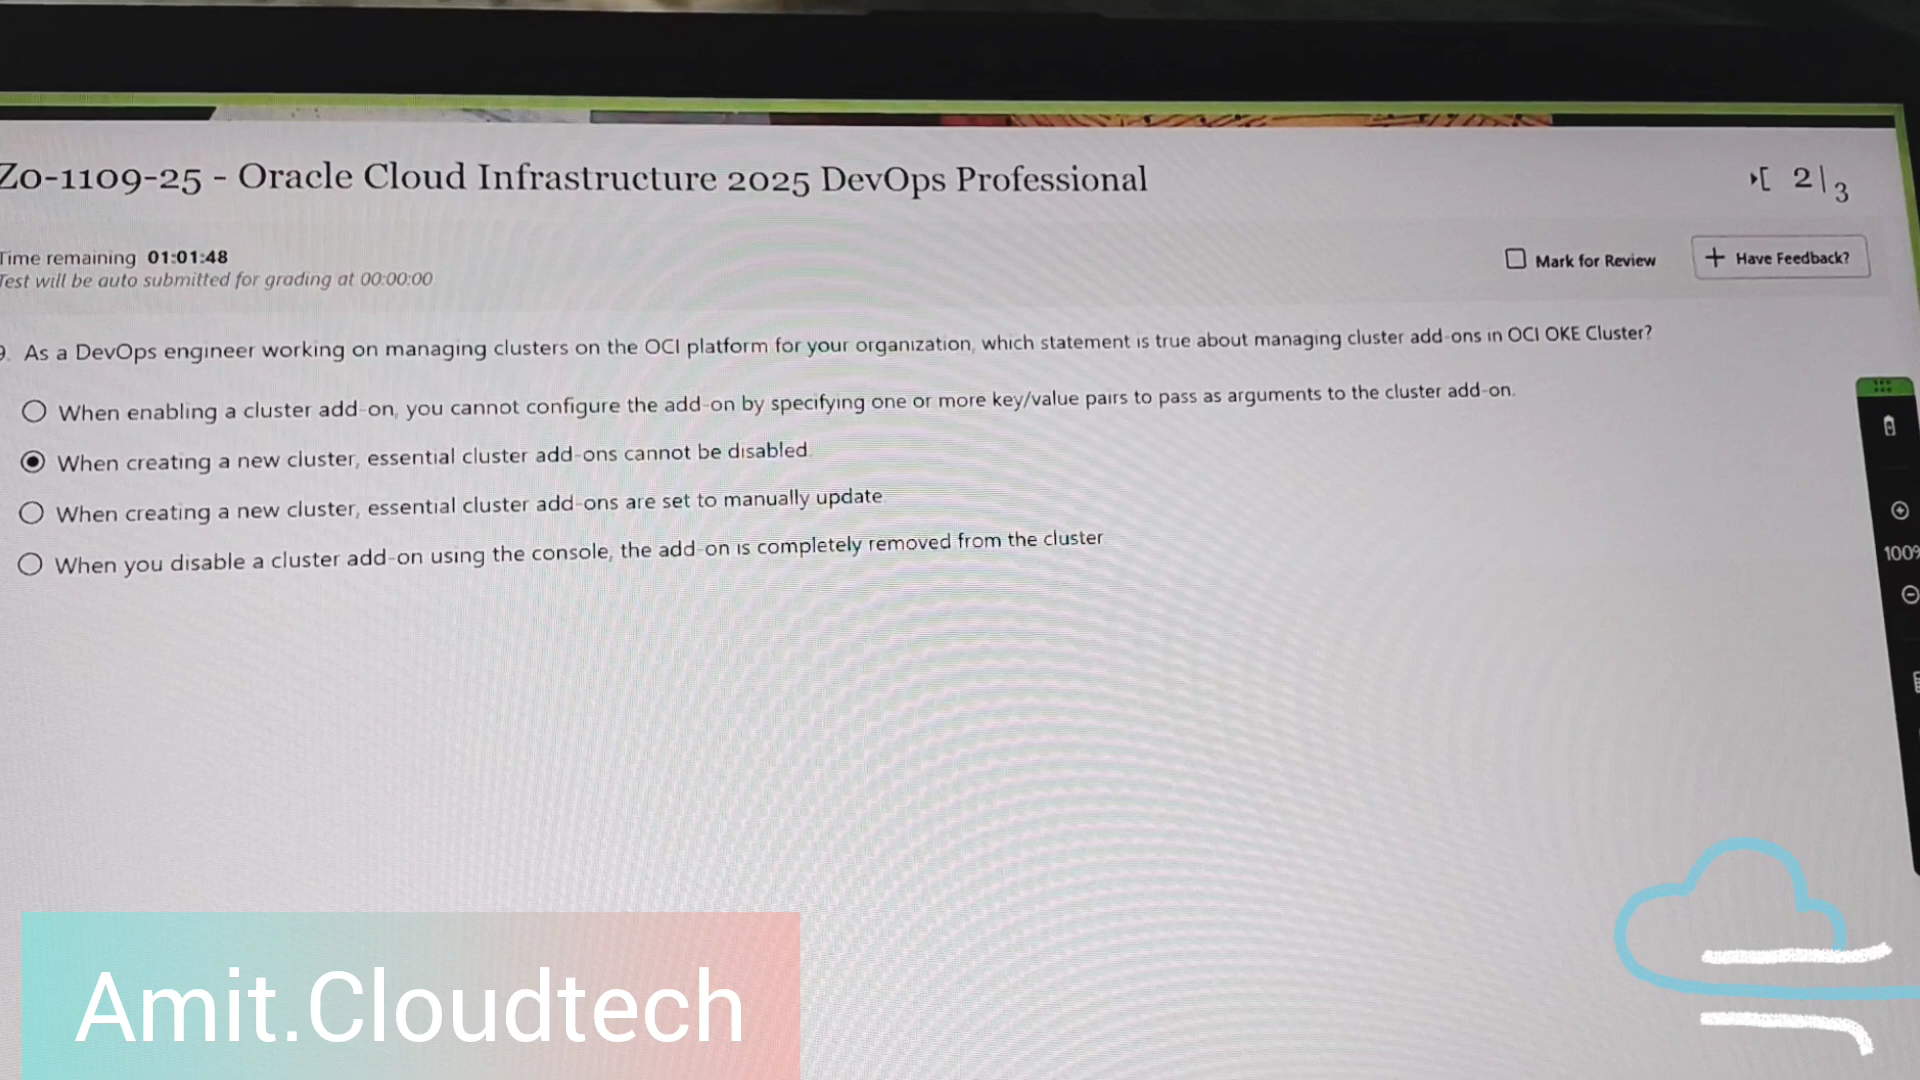 Z0-1109-25 - Oracle Cloud Infrastructure 2025 DevOps Professional
2|3
Time remaining 01:01:48
Test will be auto submitted for grading at 00:00:00
Mark for Review
+ Have Feedback?
9. As a DevOps engineer working on managing clusters on the OCI platform for your organization, which statement is true about managing cluster add-ons in OCI OKE Cluster?
When enabling a cluster add-on, you cannot configure the add-on by specifying one or more key/value pairs to pass as arguments to the cluster add-on.
When creating a new cluster, essential cluster add-ons cannot be disabled.
When creating a new cluster, essential cluster add-ons are set to manually update
When you disable a cluster add-on using the console, the add-on is completely removed from the cluster
100%
Amit.Cloudtech